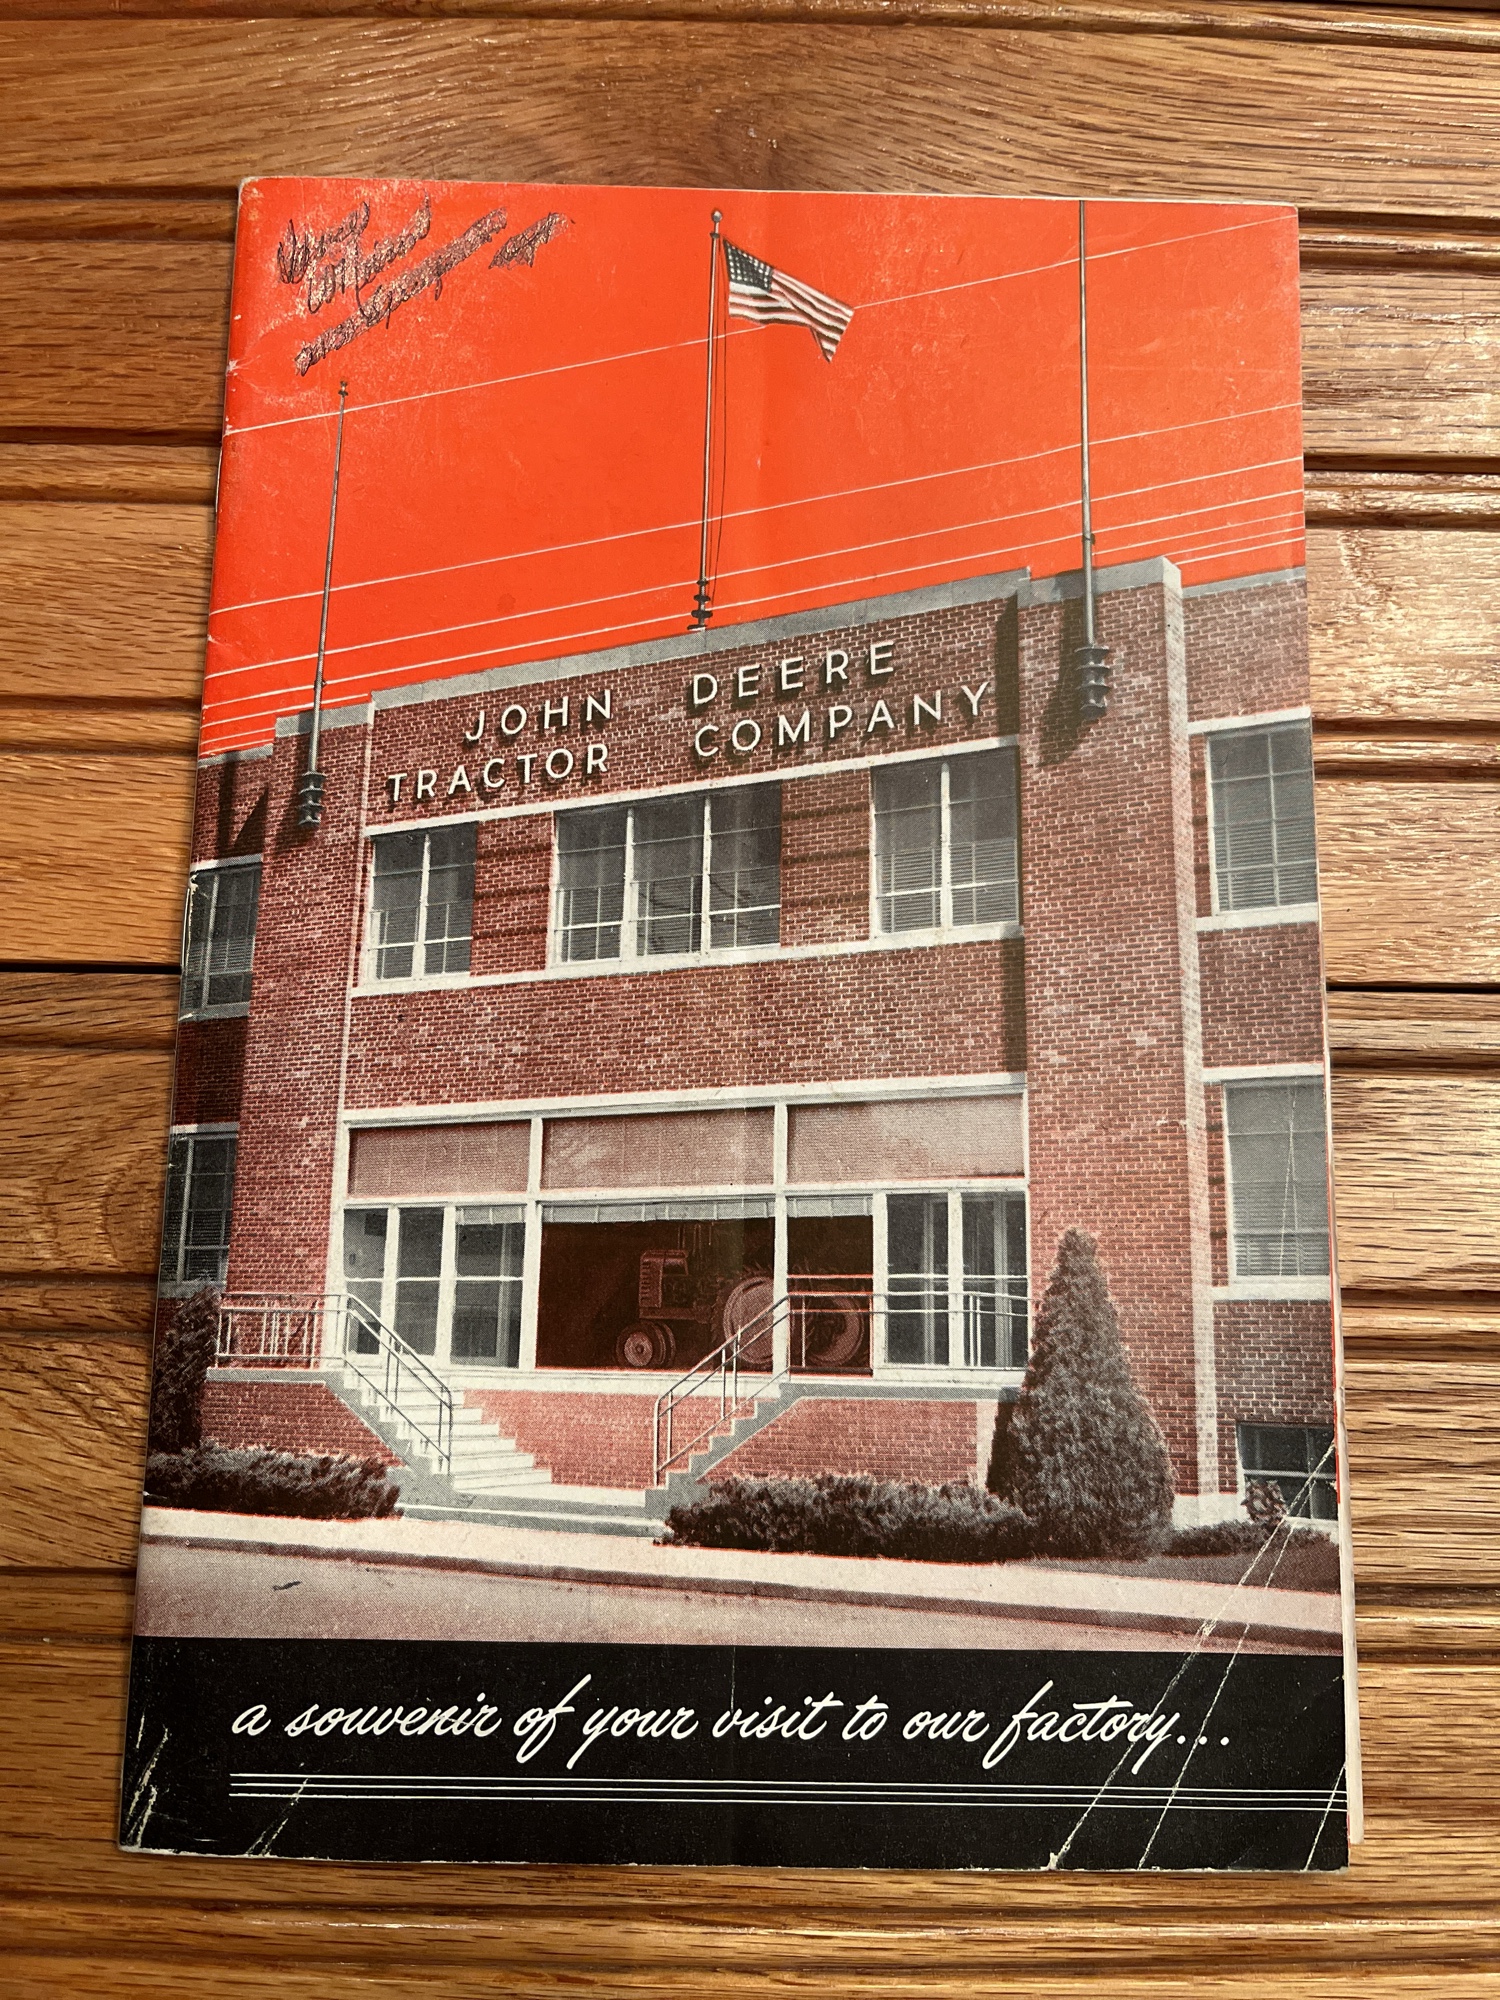 JOHN DEERE
TRACTOR COMPANY
a souvenir of your visit to our factory...